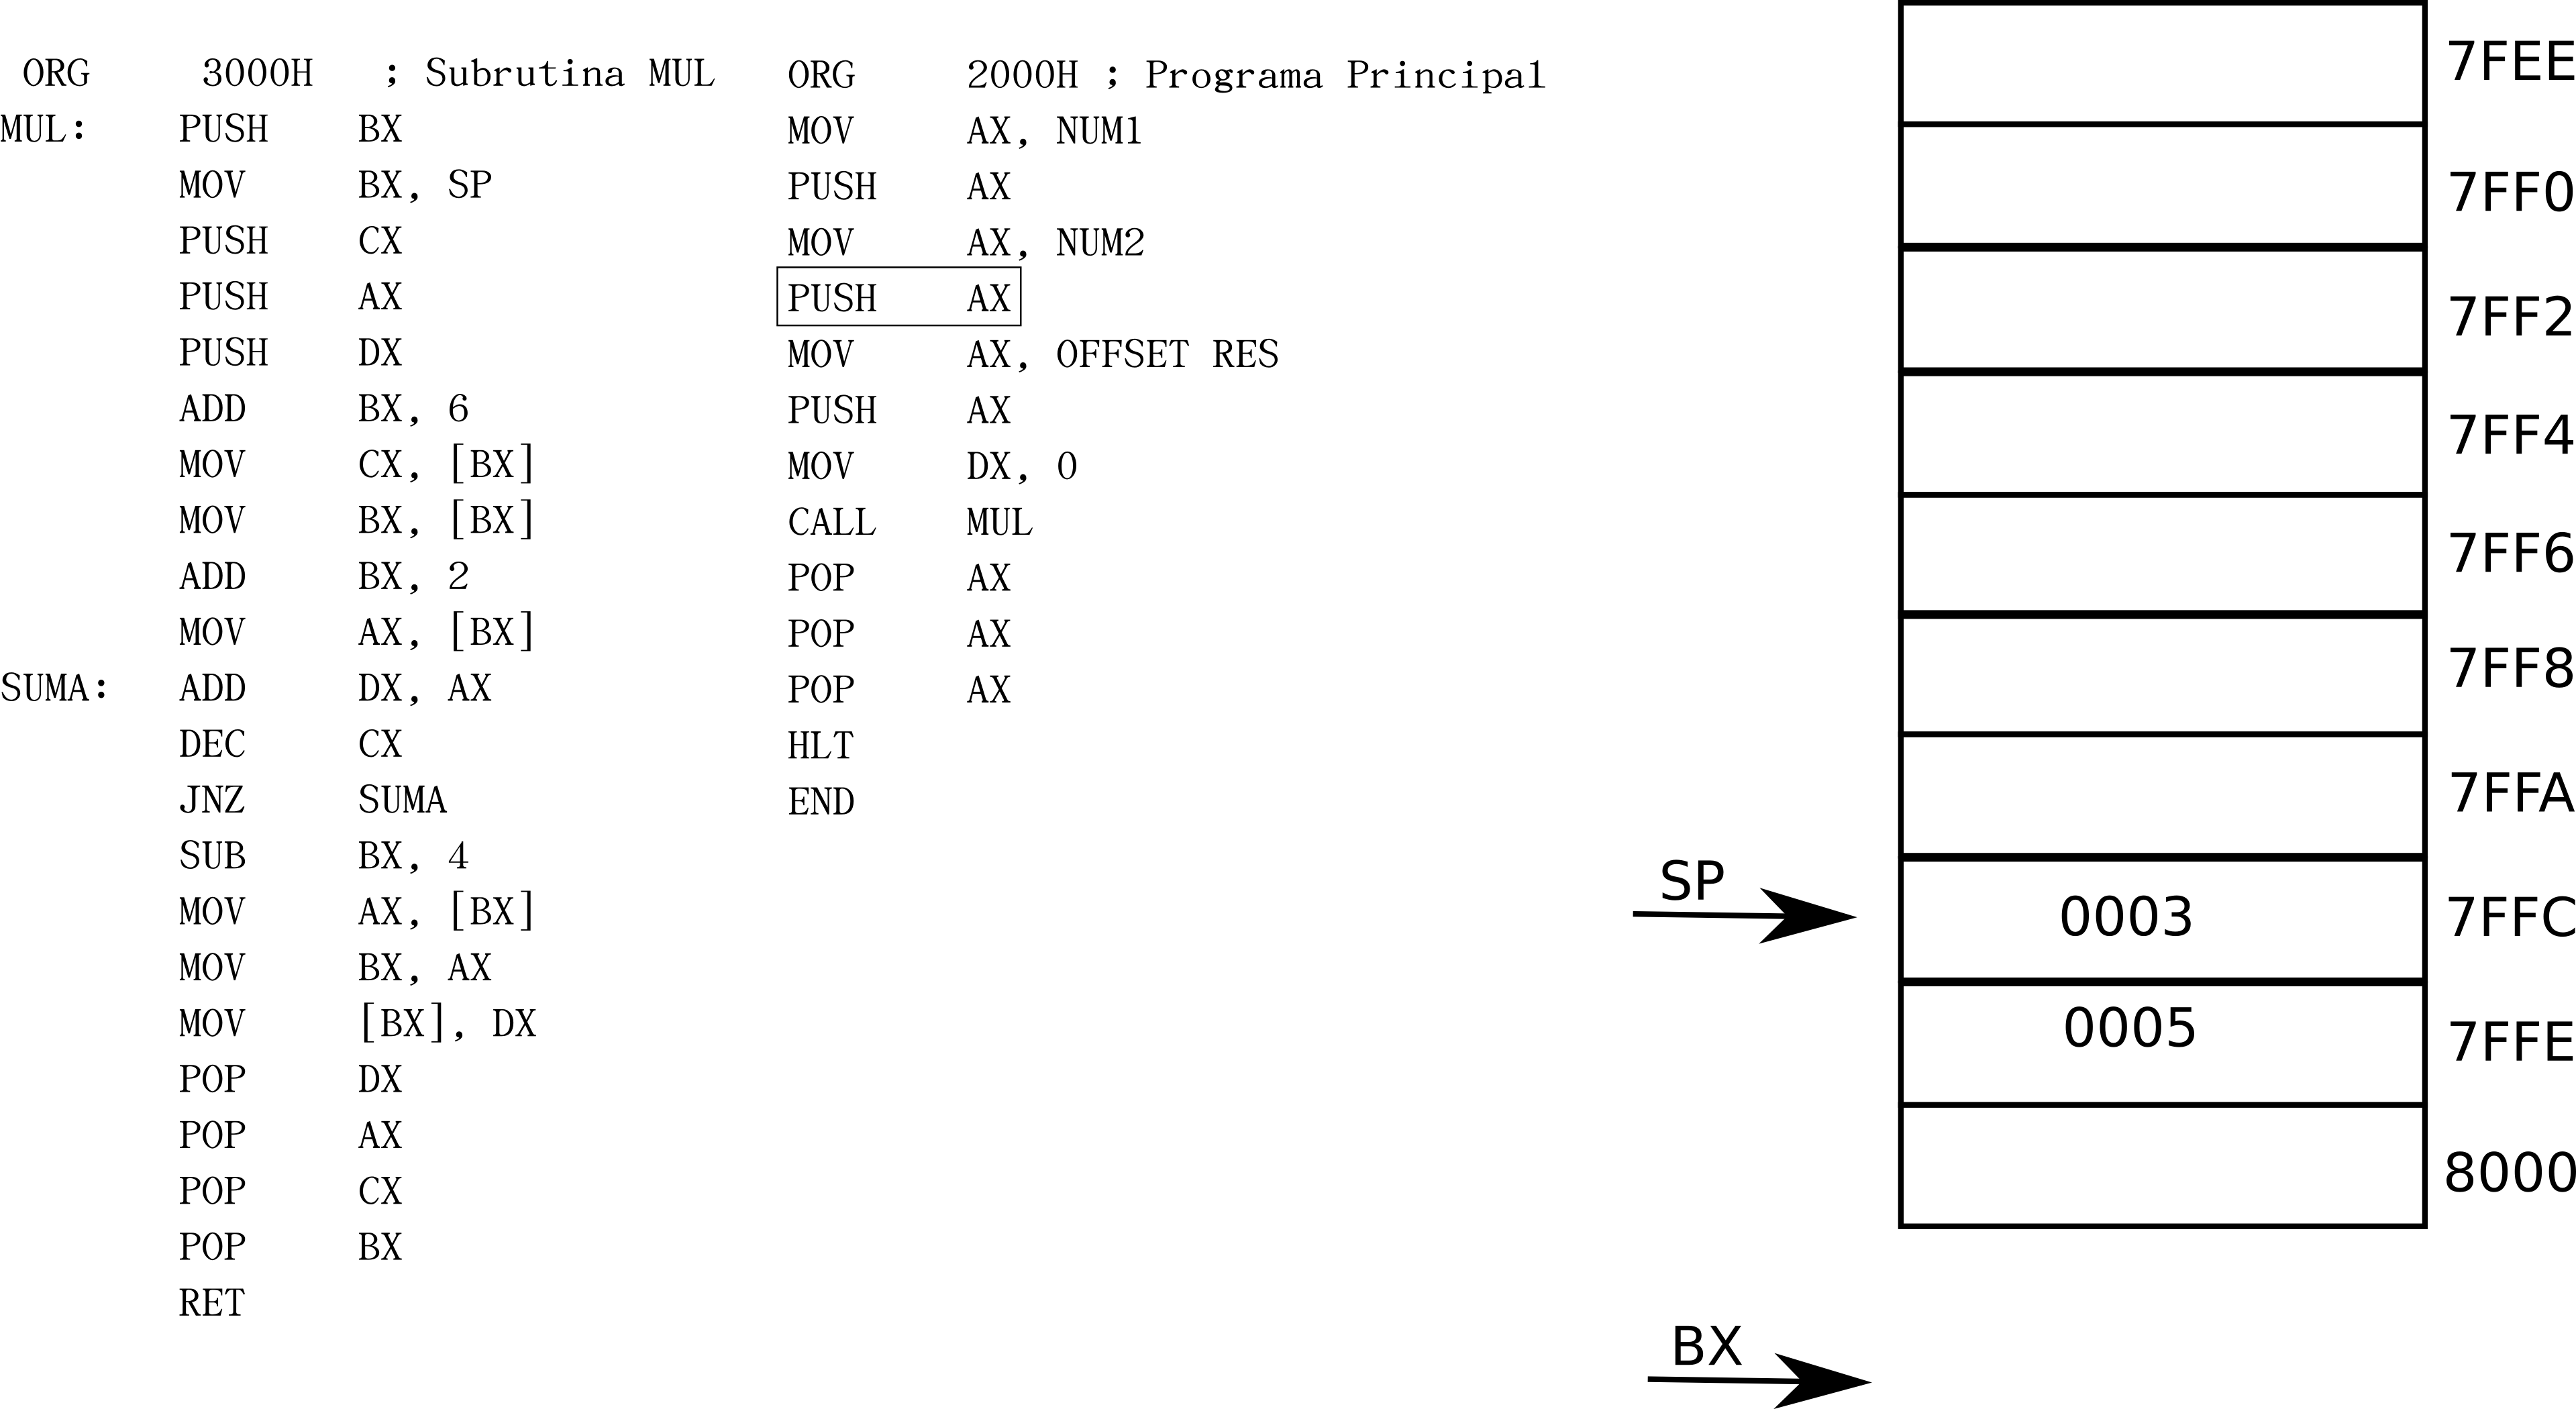 ORG 3000H ; Subrutina MUL
MUL: PUSH BX
MOV BX, SP
PUSH CX
PUSH AX
PUSH DX
ADD BX, 6
MOV CX, [BX]
MOV BX, [BX]
ADD BX, 2
MOV AX, [BX]
SUMA: ADD DX, AX
DEC CX
JNZ SUMA
SUB BX, 4
MOV AX, [BX]
MOV BX, AX
MOV [BX], DX
POP DX
POP AX
POP CX
POP BX
RET
ORG 2000H ; Programa Principal
MOV AX, NUM1
PUSH AX
MOV AX, NUM2
PUSH AX
MOV AX, OFFSET RES
PUSH AX
MOV DX, 0
CALL MUL
POP AX
POP AX
POP AX
HLT
END
7FEE
7FF0
7FF2
7FF4
7FF6
7FF8
7FFA
SP 0003 7FFC
0005 7FFE
8000
BX